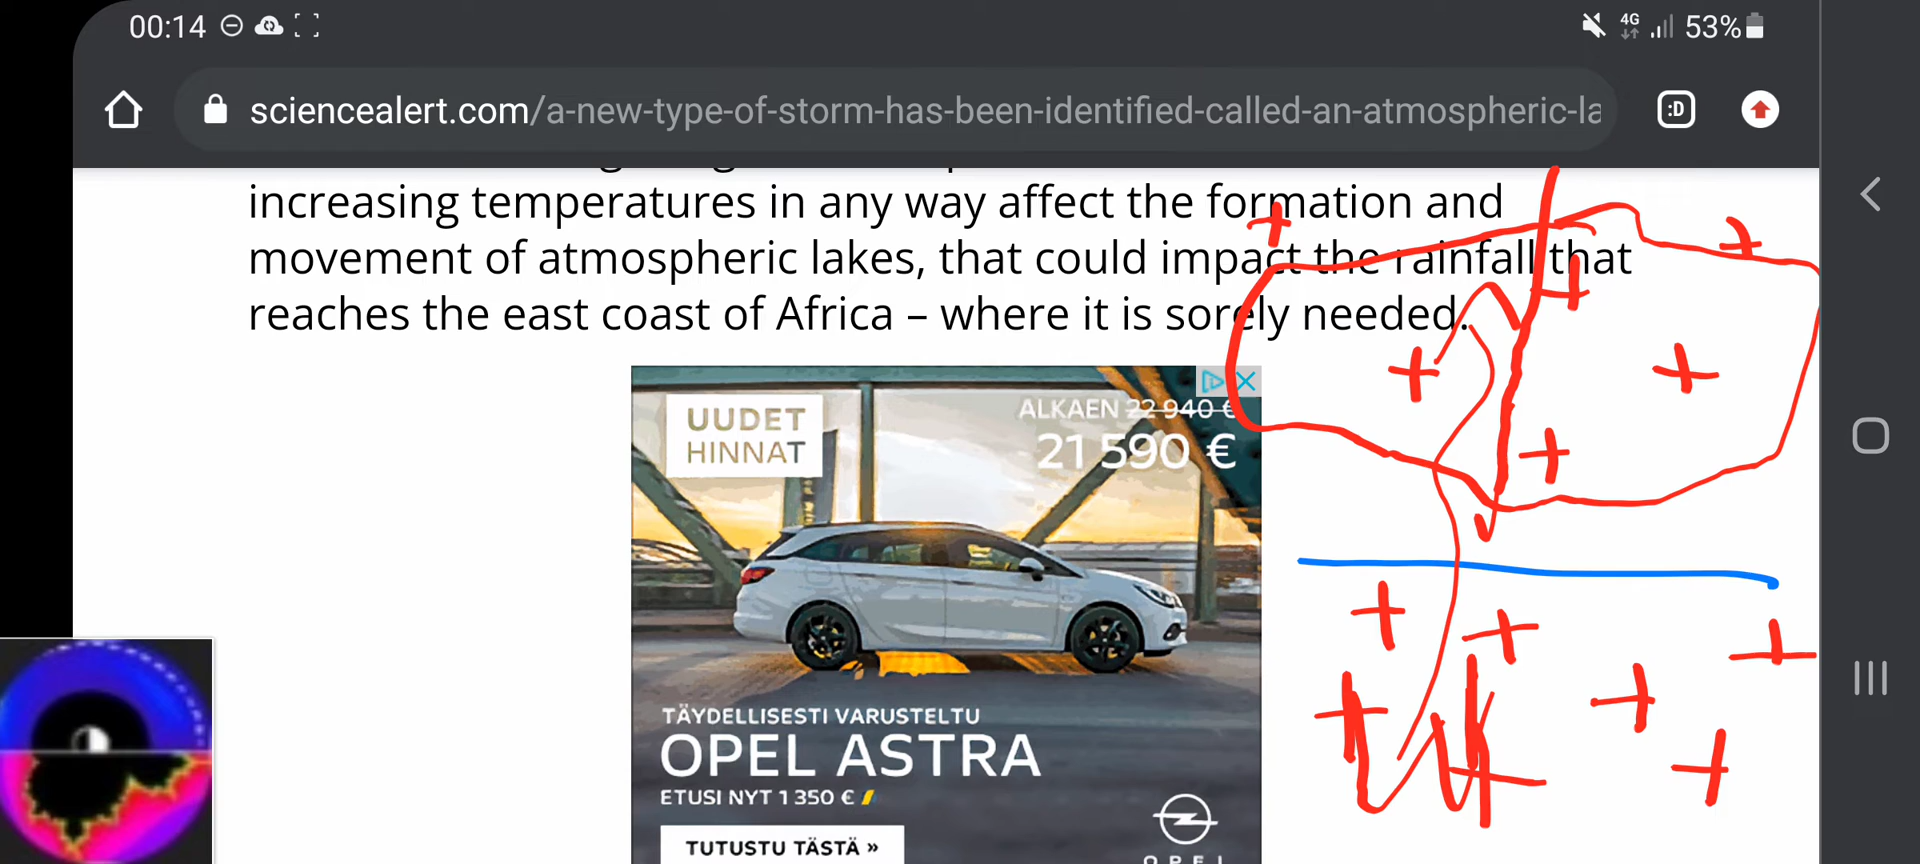 00:14
4G 53%
sciencealert.com/a-new-type-of-storm-has-been-identified-called-an-atmospheric-la
:D
increasing temperatures in any way affect the formation and
movement of atmospheric lakes, that could impact the rainfall that
reaches the east coast of Africa – where it is sorely needed.
UUDET
HINNAT
ALKAEN 22 940 €
21 590 €
TÄYDELLISESTI VARUSTELTU
OPEL ASTRA
ETUSI NYT 1 350 €
TUTUSTU TÄSTÄ »
OPEL